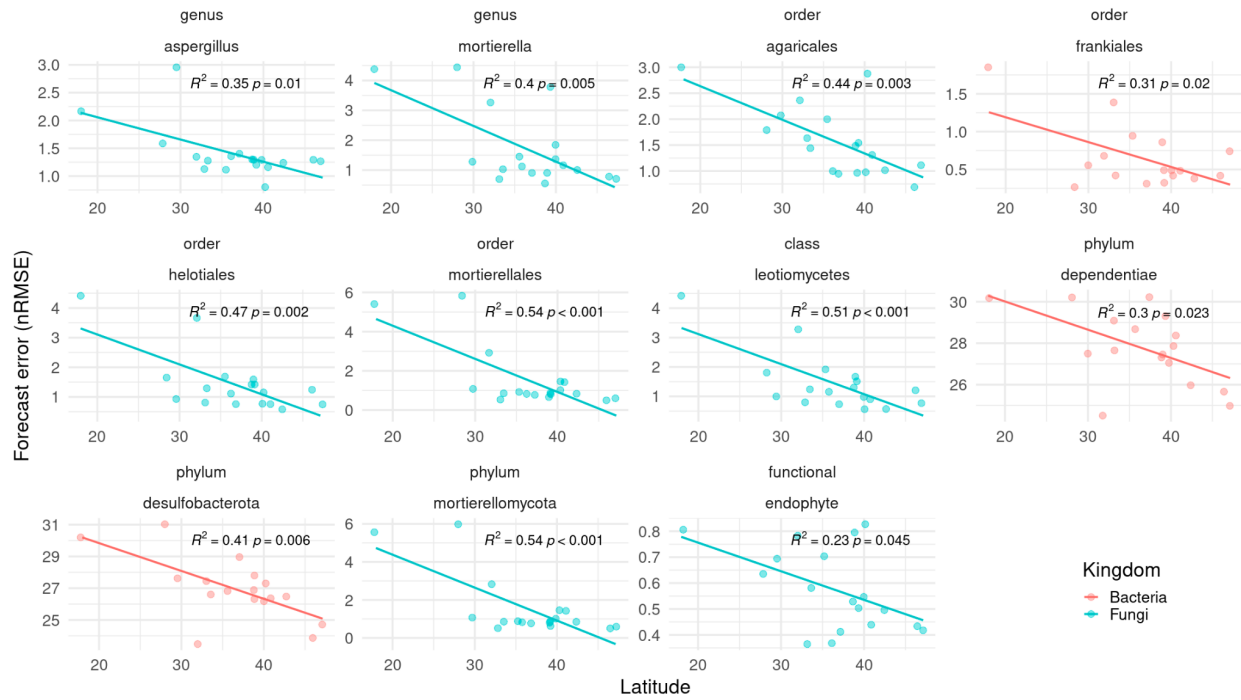 genus
aspergillus
R² = 0.35 p = 0.01
3.0
2.5
2.0
1.5
1.0
20
30
40
genus
mortierella
R² = 0.4 p = 0.005
4
3
2
1
20
30
40
order
agaricales
R² = 0.44 p = 0.003
3.0
2.5
2.0
1.5
1.0
20
30
40
order
frankiales
R² = 0.31 p = 0.02
1.5
1.0
0.5
20
30
40
order
helotiales
R² = 0.47 p = 0.002
4
3
2
1
20
30
40
order
mortierellales
R² = 0.54 p < 0.001
6
4
2
0
20
30
40
class
leotiomycetes
R² = 0.51 p < 0.001
4
3
2
1
20
30
40
phylum
dependentiae
R² = 0.3 p = 0.023
30
28
26
20
30
40
phylum
desulfobacterota
R² = 0.41 p = 0.006
31
29
27
25
20
30
40
phylum
mortierellomycota
R² = 0.54 p < 0.001
6
4
2
0
20
30
40
functional
endophyte
R² = 0.23 p = 0.045
0.8
0.7
0.6
0.5
0.4
20
30
40
Forecast error (nRMSE)
Latitude
Kingdom
Bacteria
Fungi